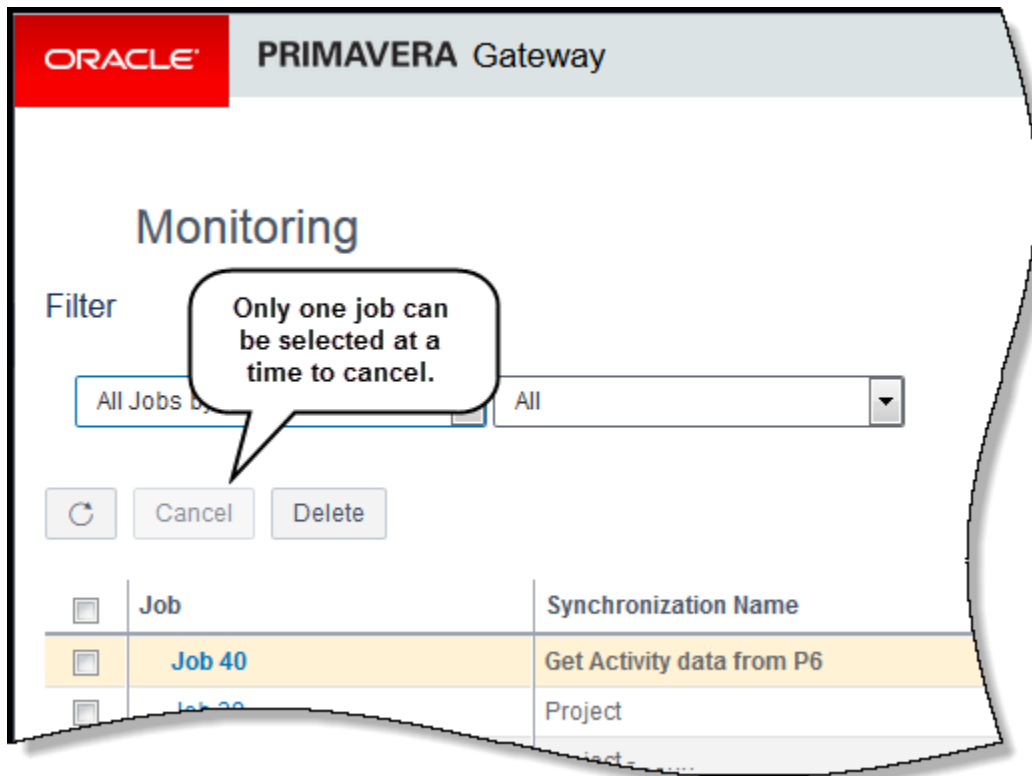 ORACLE PRIMAVERA Gateway
Monitoring
Filter
Only one job can
be selected at a
time to cancel.
All Jobs by
All
Cancel Delete
Job Synchronization Name
Job 40 Get Activity data from P6
Project